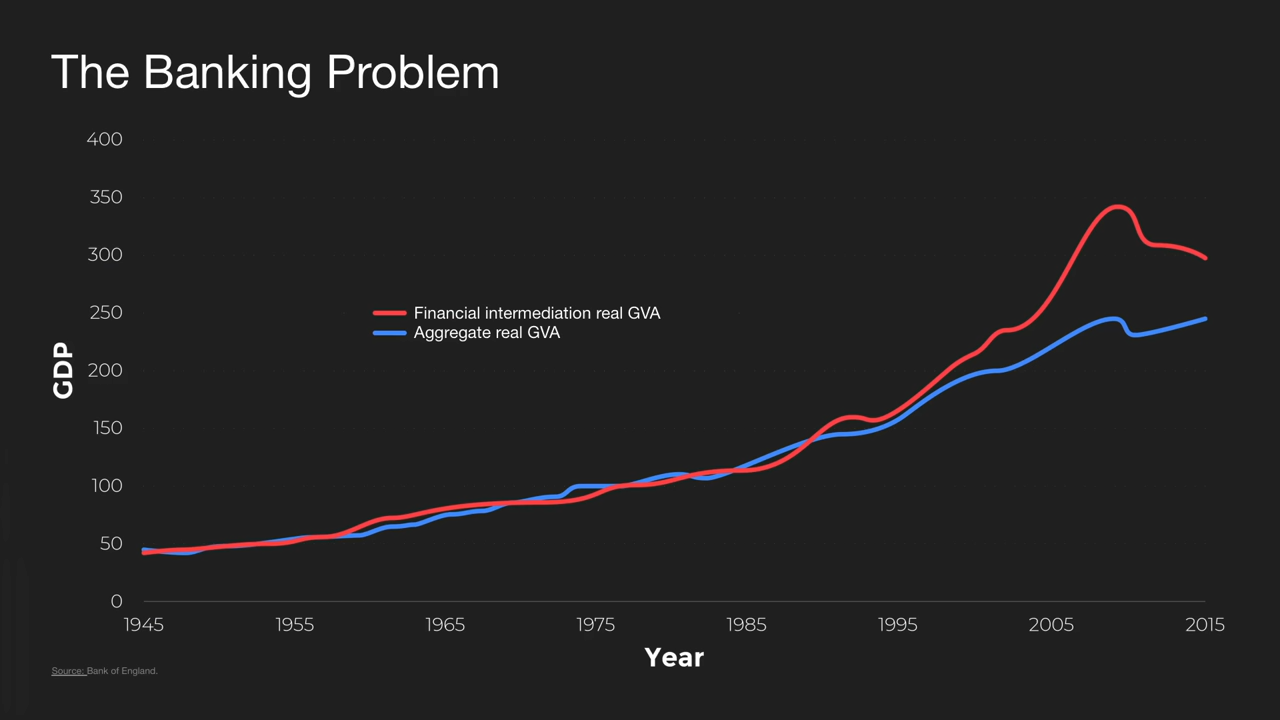 The Banking Problem
400
350
300
250
200
150
100
50
0
GDP
Financial intermediation real GVA
Aggregate real GVA
1945 1955 1965 1975 1985 1995 2005 2015
Year
Source: Bank of England.